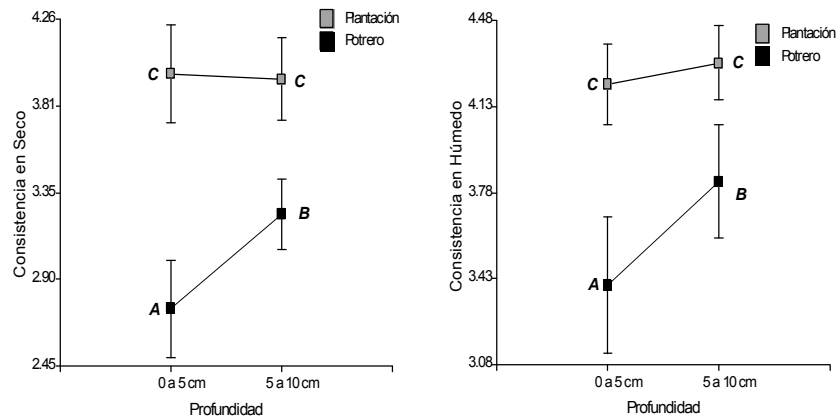 4.26
3.81
3.35
2.90
2.45
Consistencia en Seco
Plantación
Potrero
C
C
A
B
0 a 5 cm
5 a 10 cm
Profundidad
4.48
4.13
3.78
3.43
3.08
Consistencia en Húmedo
Plantación
Potrero
C
C
A
B
0 a 5 cm
5 a 10 cm
Profundidad